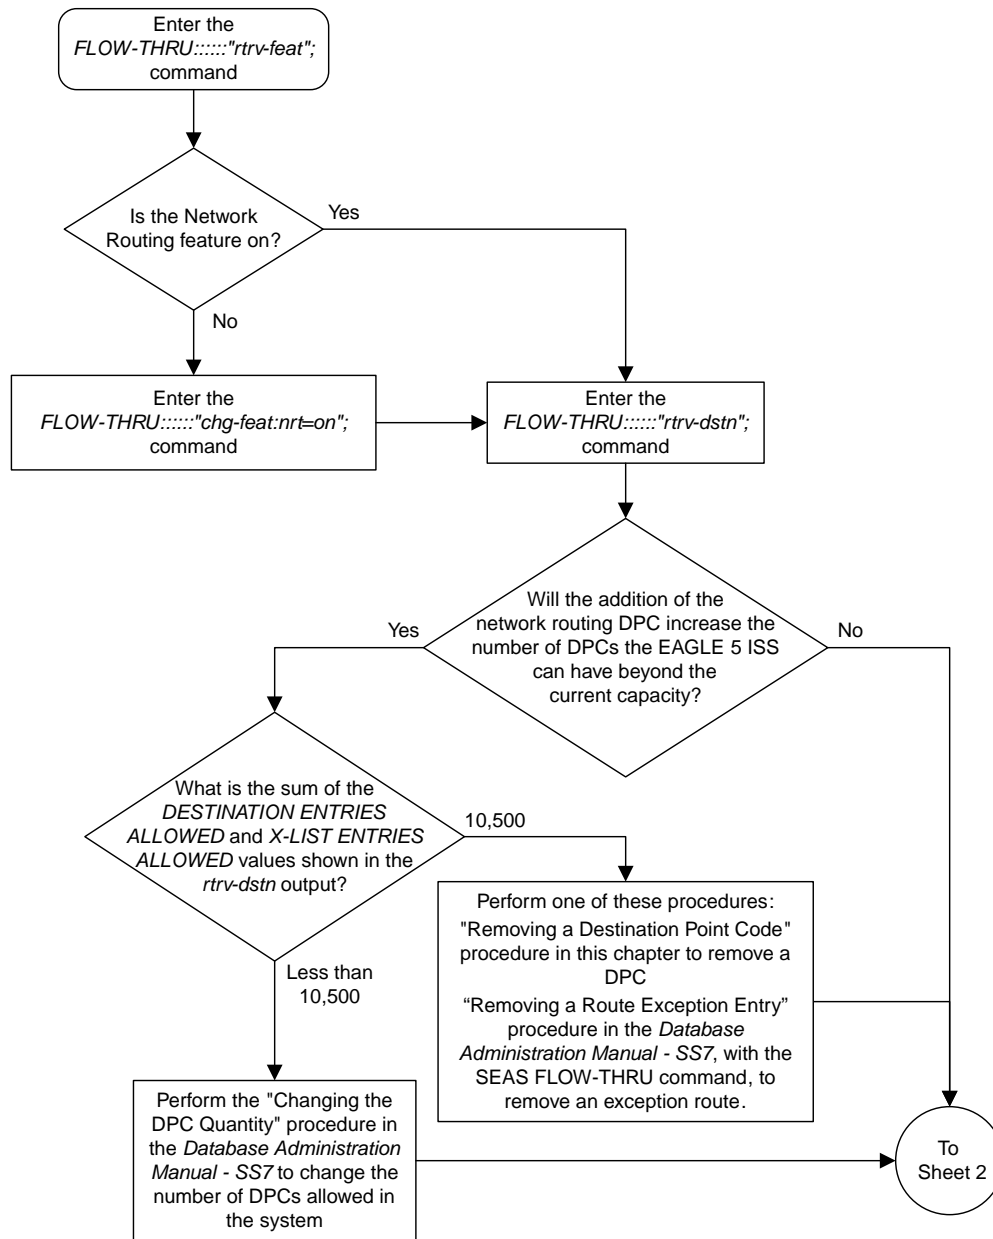 Enter the
FLOW-THRU::::::"rtrv-feat";
command
Is the Network
Routing feature on?
Yes
No
Enter the
FLOW-THRU::::::"chg-feat:nrt=on";
command
Enter the
FLOW-THRU::::::"rtrv-dstn";
command
Will the addition of the
network routing DPC increase the
number of DPCs the EAGLE 5 ISS
can have beyond the
current capacity?
Yes
No
What is the sum of the
DESTINATION ENTRIES
ALLOWED and X-LIST ENTRIES
ALLOWED values shown in the
rtrv-dstn output?
10,500
Less than
10,500
Perform one of these procedures:
"Removing a Destination Point Code"
procedure in this chapter to remove a
DPC
“Removing a Route Exception Entry”
procedure in the Database
Administration Manual - SS7, with the
SEAS FLOW-THRU command, to
remove an exception route.
Perform the "Changing the
DPC Quantity" procedure in
the Database Administration
Manual - SS7 to change the
number of DPCs allowed in
the system
To
Sheet 2